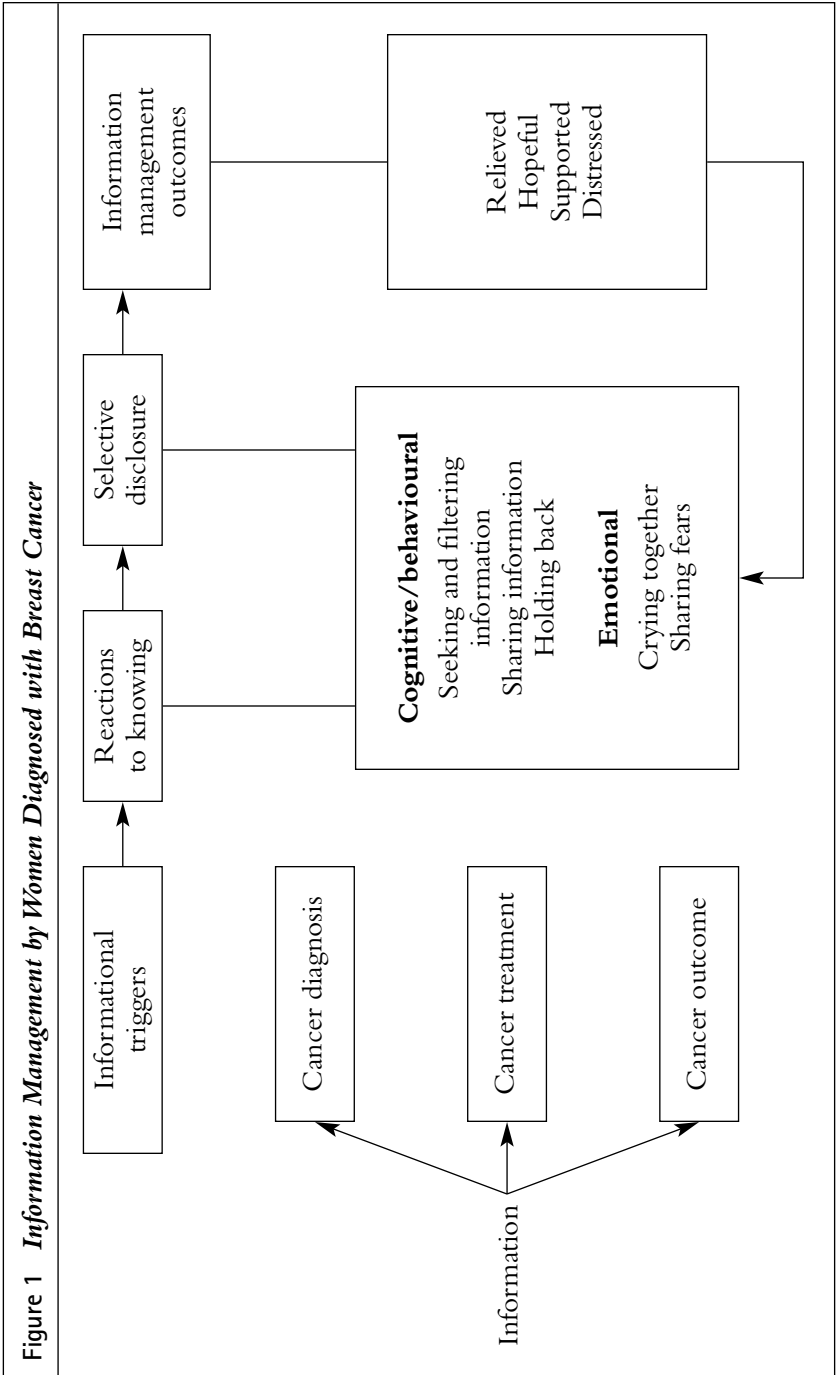 Figure 1 Information Management by Women Diagnosed with Breast Cancer
Informational
triggers
Reactions
to knowing
Selective
disclosure
Information
management
outcomes
Information
Cancer diagnosis
Cancer treatment
Cancer outcome
Cognitive/behavioural
Seeking and filtering
information
Sharing information
Holding back
Emotional
Crying together
Sharing fears
Relieved
Hopeful
Supported
Distressed